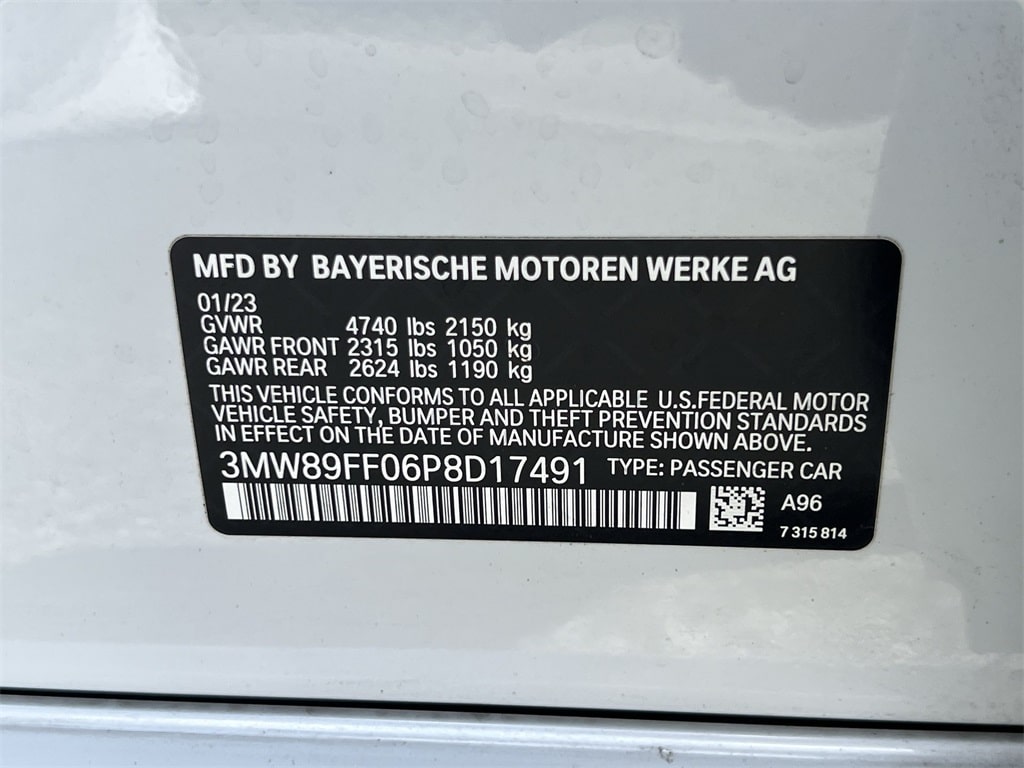 MFD BY BAYERISCHE MOTOREN WERKE AG
01/23
GVWR 4740 lbs 2150 kg
GAWR FRONT 2315 lbs 1050 kg
GAWR REAR 2624 lbs 1190 kg
THIS VEHICLE CONFORMS TO ALL APPLICABLE U.S.FEDERAL MOTOR
VEHICLE SAFETY, BUMPER AND THEFT PREVENTION STANDARDS
IN EFFECT ON THE DATE OF MANUFACTURE SHOWN ABOVE.
3MW89FF06P8D17491 TYPE: PASSENGER CAR
A96
7 315 814